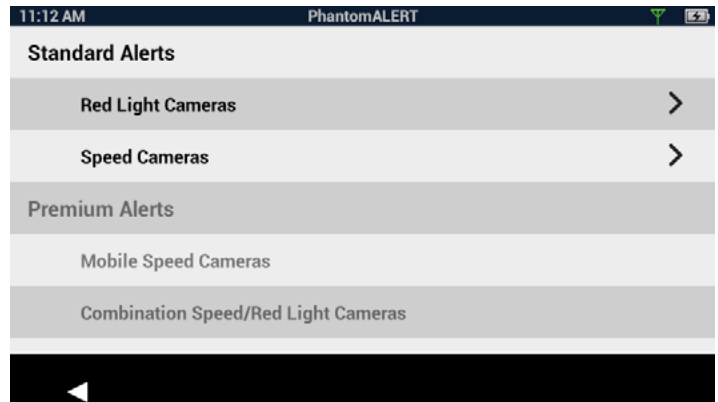 11:12 AM PhantomALERT
Standard Alerts
Red Light Cameras
Speed Cameras
Premium Alerts
Mobile Speed Cameras
Combination Speed/Red Light Cameras